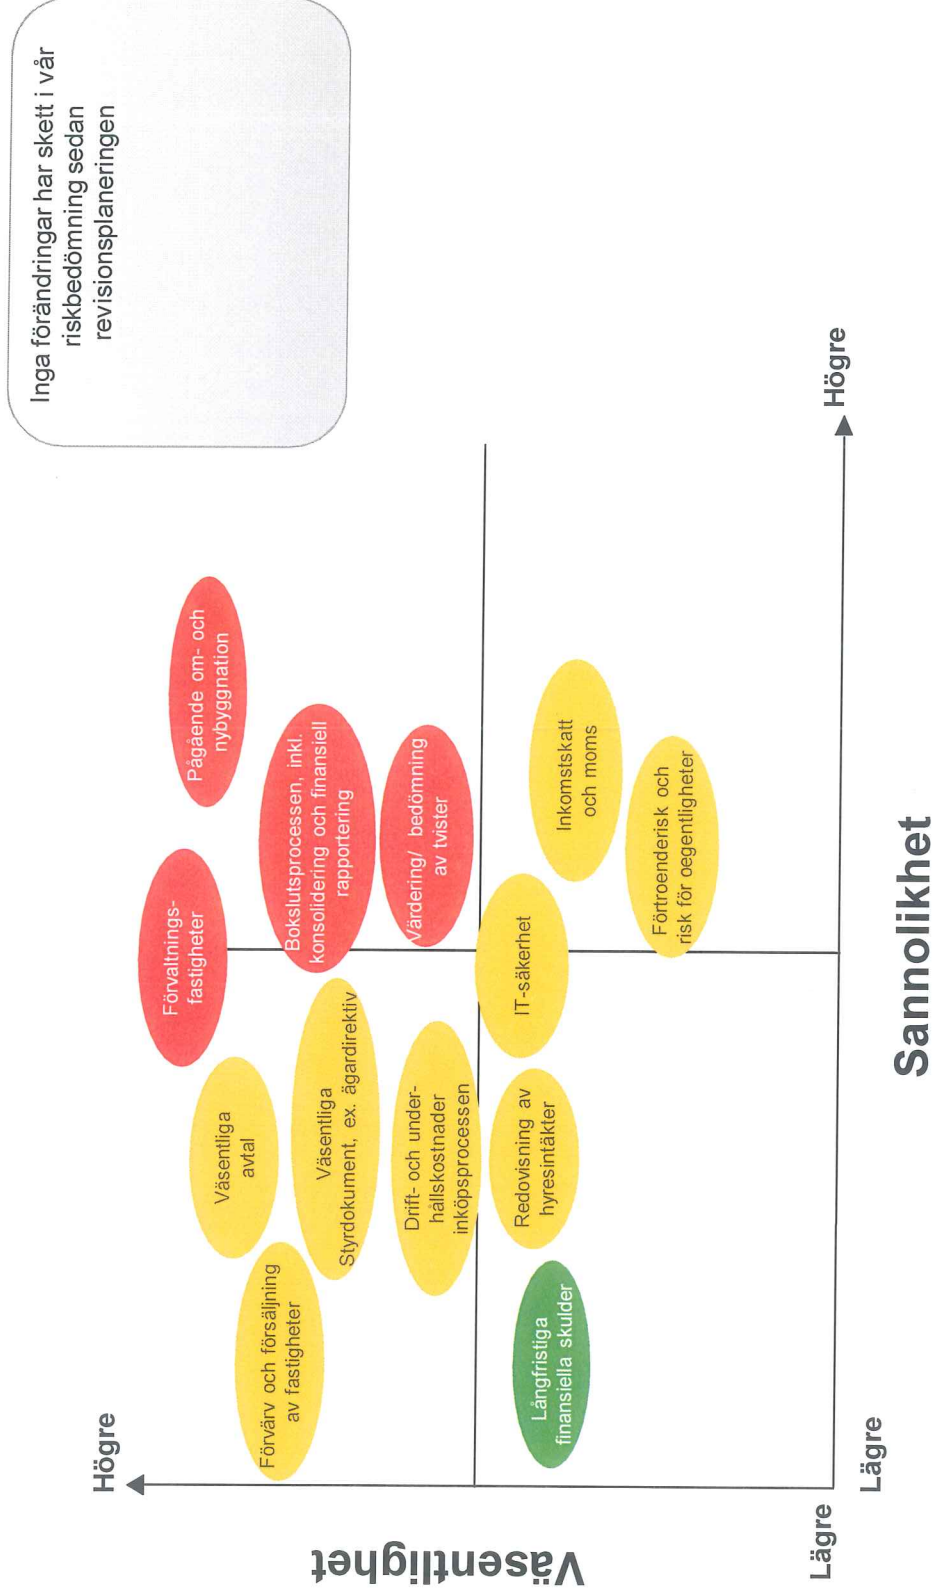 Inga förändringar har skett i vår
riskbedömning sedan
revisionsplaneringen
Högre
Väsentlighet
Förvaltnings-
fastigheter
Pågående om- och
nybyggnation
Väsentliga
avtal
Förvärv och försäljning
av fastigheter
Väsentliga
Styrdokument, ex. ägardirektiv
Bokslutsprocessen, inkl.
konsolidering och finansiell
rapportering
Drift- och under-
hållskostnader
inköpsprocessen
Värdering/ bedömning
av tvister
Långfristiga
finansiella skulder
Redovisning av
hyresintäkter
IT-säkerhet
Inkomstskatt
och moms
Förtroenderisk och
risk för oegentligheter
Lägre
Lägre
Högre
Sannolikhet